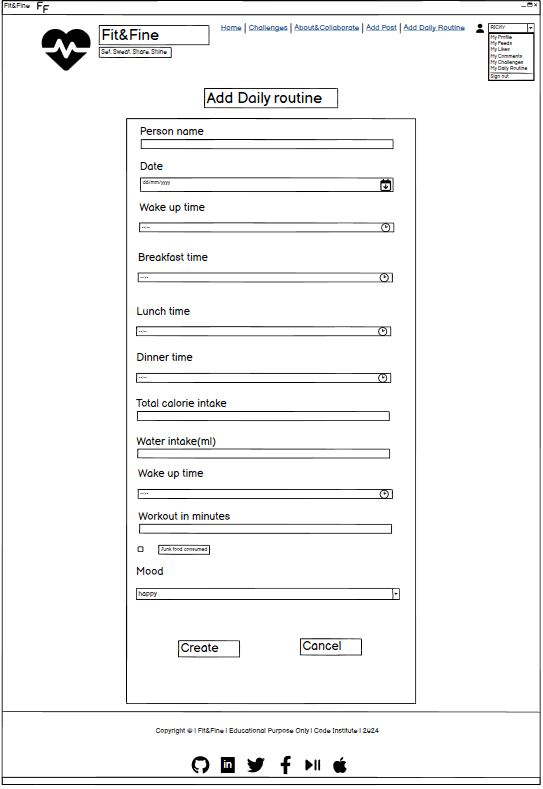 Fit&Fine FF
Fit&Fine
Set. Sweat. Share. Shine
Home | Challenges | About&Collaborate | Add Post | Add Daily Routine
RICKY
My Profile
My Feeds
My Likes
My Comments
My Challenges
My Daily Routine
Sign out
Add Daily routine
Person name
Date
dd/mm/yyyy
Wake up time
--:--
Breakfast time
--:--
Lunch time
--:--
Dinner time
--:--
Total calorie intake
Water intake(ml)
Wake up time
--:--
Workout in minutes
Junk food consumed
Mood
happy
Create
Cancel
Copyright © | Fit&Fine | Educational Purpose Only | Code Institute | 2024
in